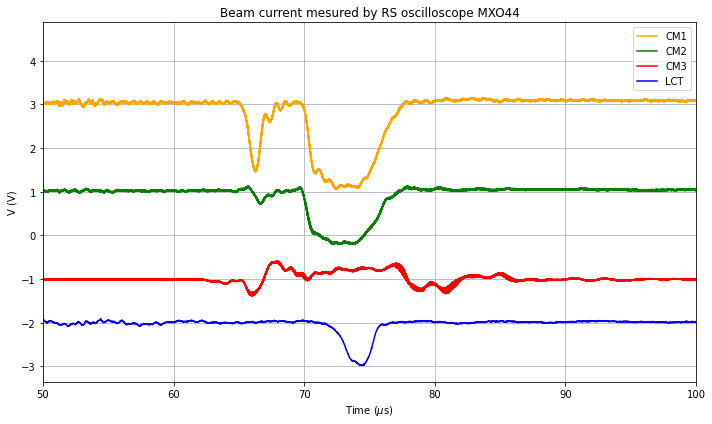 Beam current mesured by RS oscilloscope MXO44
CM1
CM2
CM3
LCT
4
3
2
1
0
−1
−2
−3
V (V)
50 60 70 80 90 100
Time (μs)